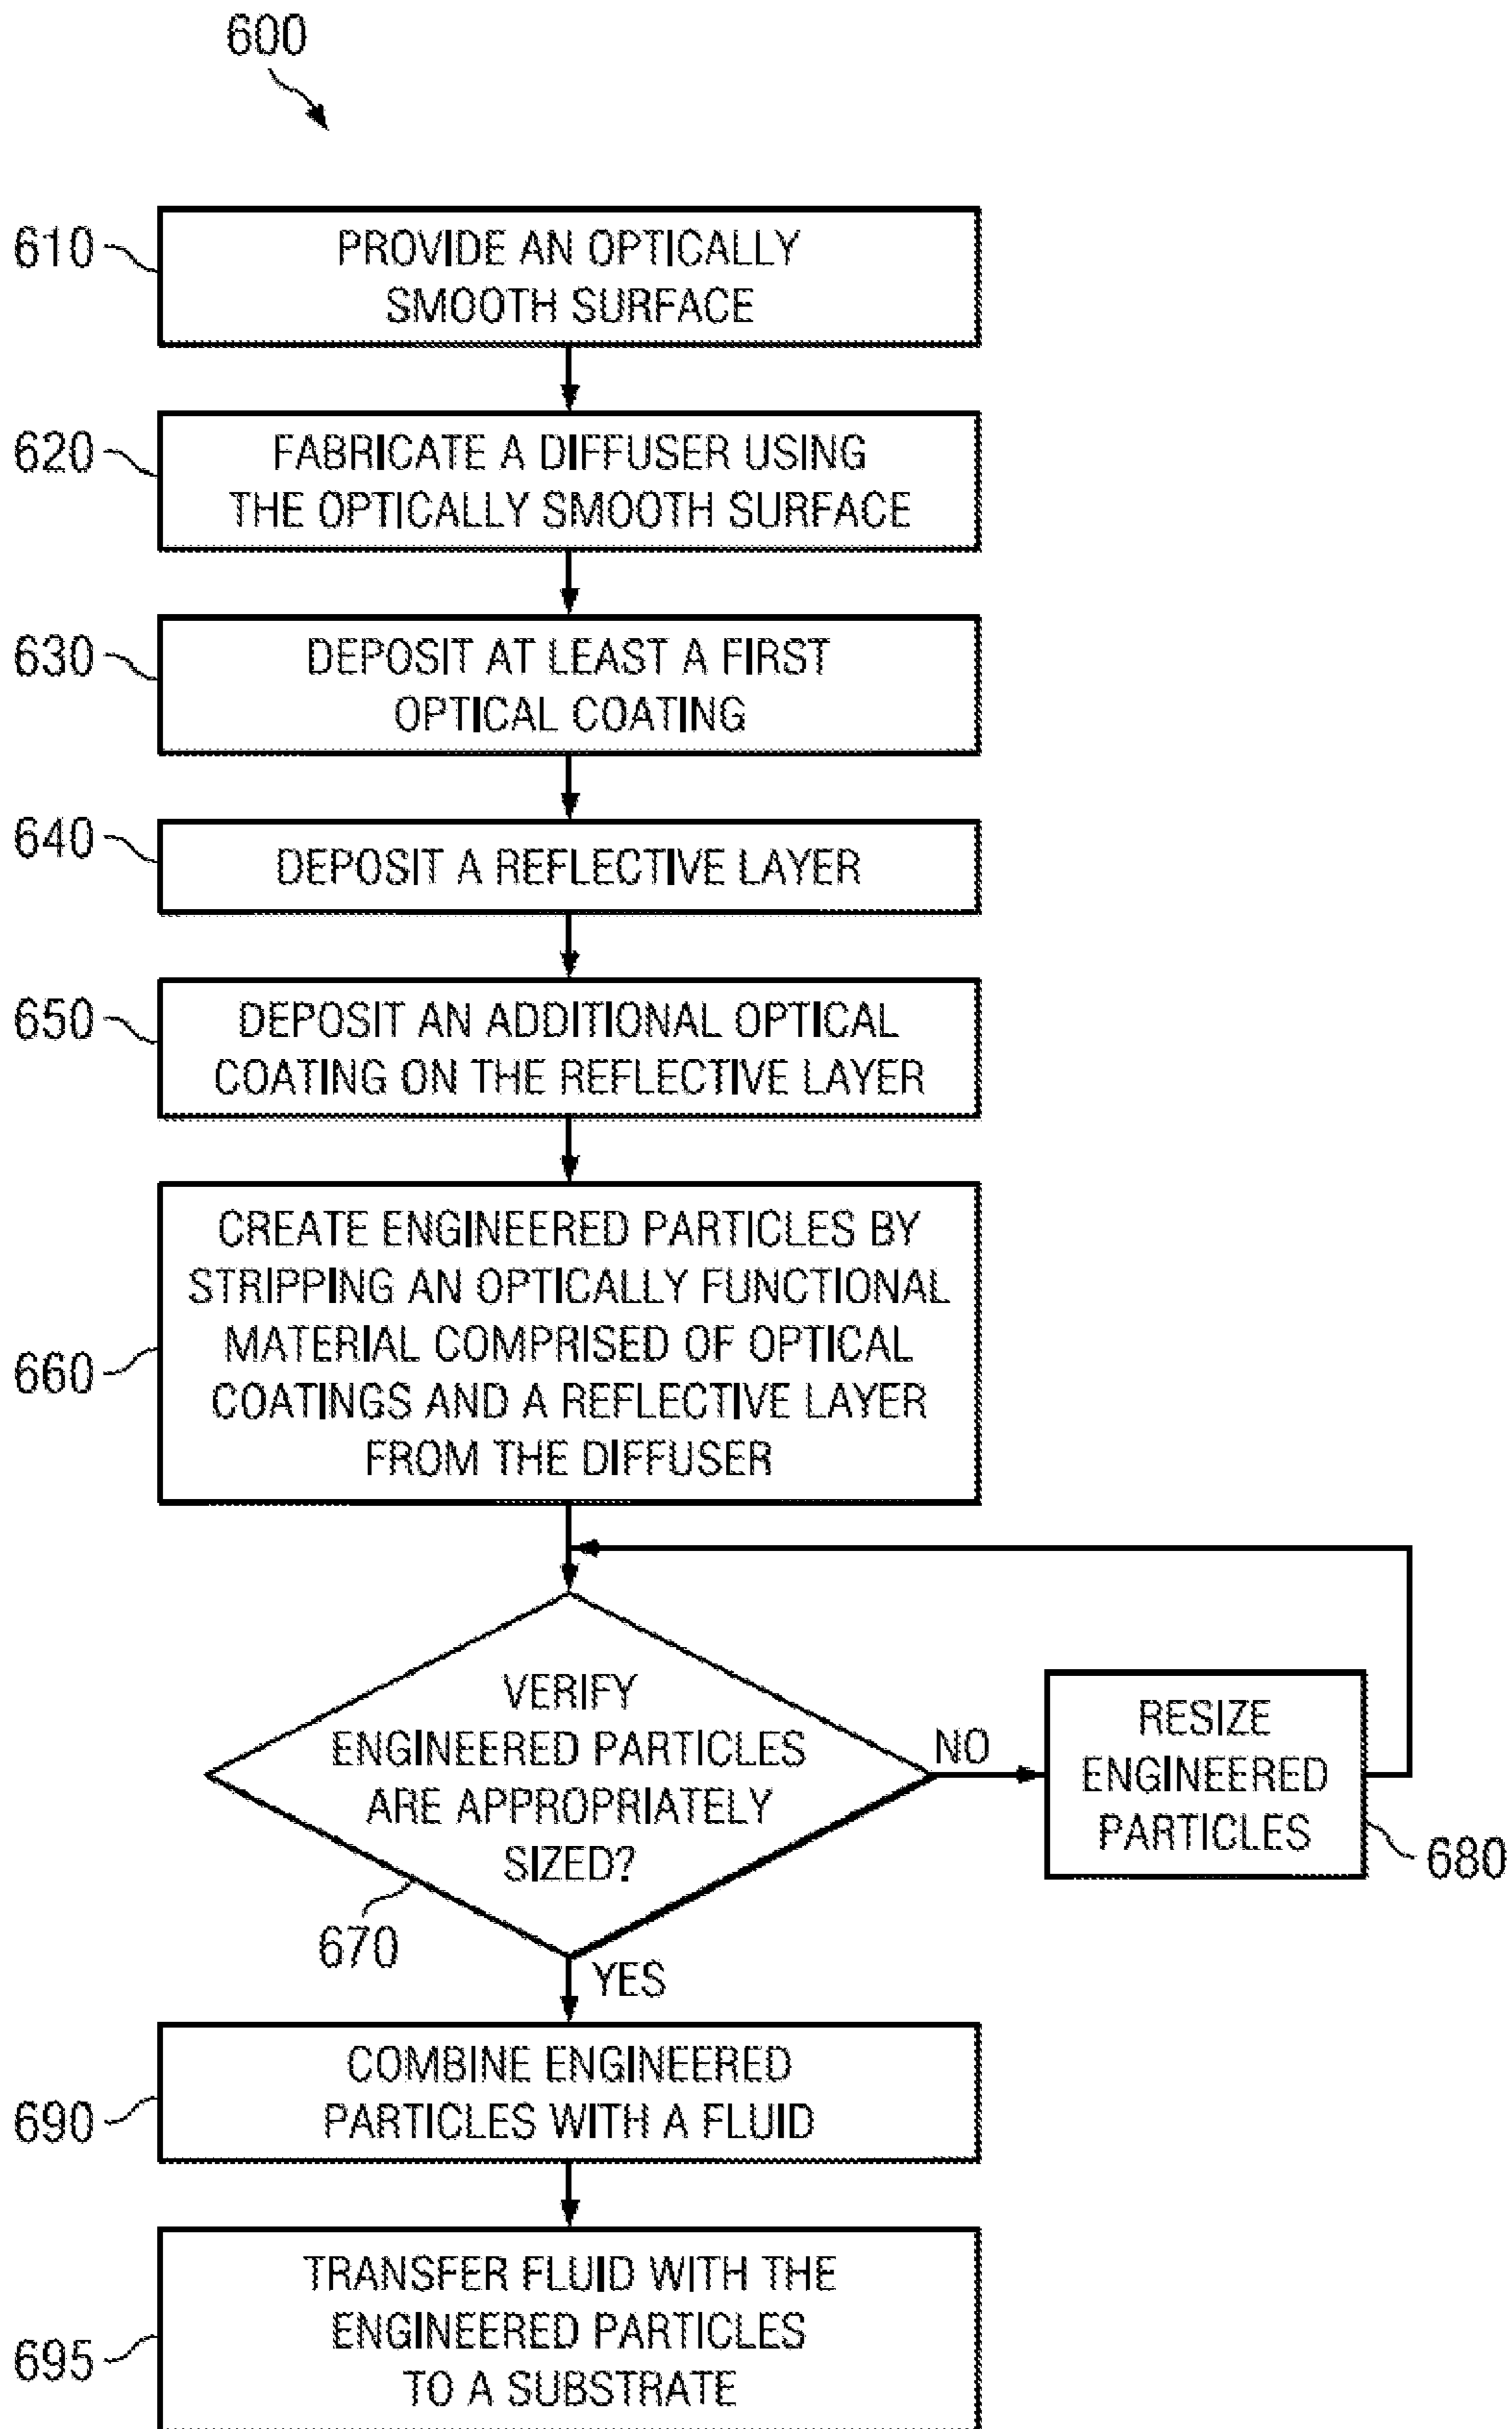 600
610
PROVIDE AN OPTICALLY
SMOOTH SURFACE
620
FABRICATE A DIFFUSER USING
THE OPTICALLY SMOOTH SURFACE
630
DEPOSIT AT LEAST A FIRST
OPTICAL COATING
640
DEPOSIT A REFLECTIVE LAYER
650
DEPOSIT AN ADDITIONAL OPTICAL
COATING ON THE REFLECTIVE LAYER
660
CREATE ENGINEERED PARTICLES BY
STRIPPING AN OPTICALLY FUNCTIONAL
MATERIAL COMPRISED OF OPTICAL
COATINGS AND A REFLECTIVE LAYER
FROM THE DIFFUSER
VERIFY
ENGINEERED PARTICLES
ARE APPROPRIATELY
SIZED?
670
NO
RESIZE
ENGINEERED
PARTICLES
680
YES
690
COMBINE ENGINEERED
PARTICLES WITH A FLUID
695
TRANSFER FLUID WITH THE
ENGINEERED PARTICLES
TO A SUBSTRATE